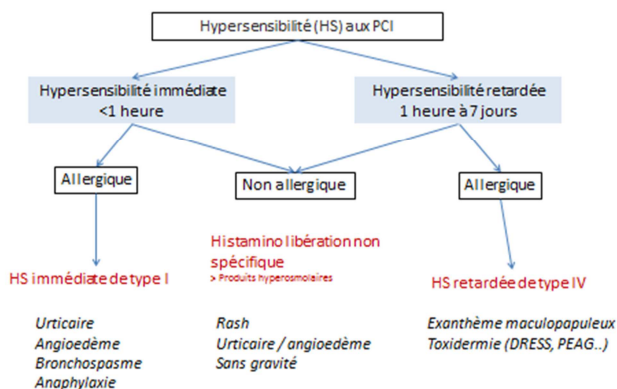 Hypersensibilité (HS) aux PCI
Hypersensibilité immédiate
<1 heure
Hypersensibilité retardée
1 heure à 7 jours
Allergique
Non allergique
Allergique
Histamino libération non
spécifique
> Produits hyperosmolaires
HS immédiate de type I
HS retardée de type IV
Urticaire
Angioedème
Bronchospasme
Anaphylaxie
Rash
Urticaire / angioedème
Sans gravité
Exanthème maculopapuleux
Toxidermie (DRESS, PEAG..)